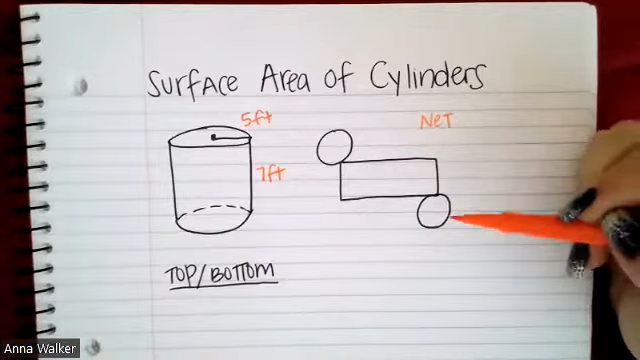 Surface Area of Cylinders
5ft
NET
7ft
TOP/BOTTOM
Anna Walker